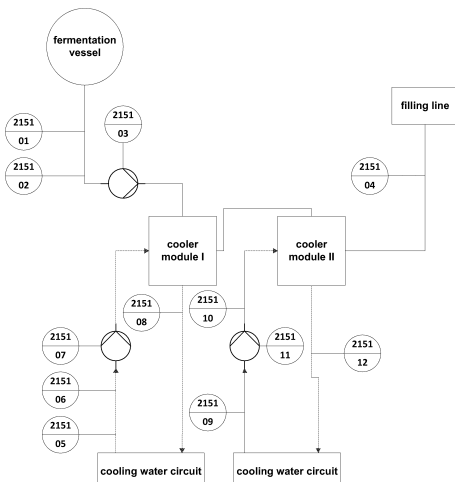 fermentation
vessel
2151
01
2151
03
2151
02
filling line
2151
04
cooler
module I
cooler
module II
2151
08
2151
10
2151
07
2151
11
2151
12
2151
06
2151
05
2151
09
cooling water circuit
cooling water circuit